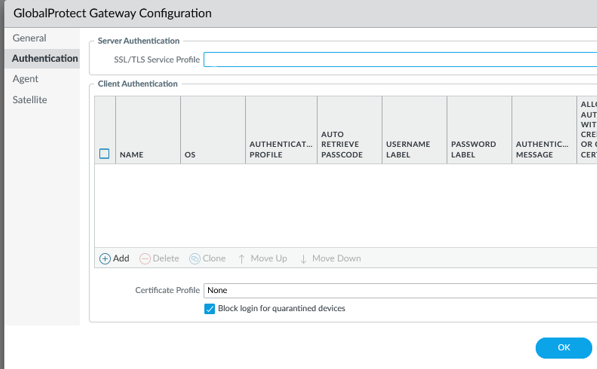 GlobalProtect Gateway Configuration
General
Authentication
Agent
Satellite
Server Authentication
SSL/TLS Service Profile
Client Authentication
NAME
OS
AUTHENTICAT...
PROFILE
AUTO
RETRIEVE
PASSCODE
USERNAME
LABEL
PASSWORD
LABEL
AUTHENTIC...
MESSAGE
ALLO
AUT
WIT
CRE
OR C
CER
Add Delete Clone Move Up Move Down
Certificate Profile None
Block login for quarantined devices
OK